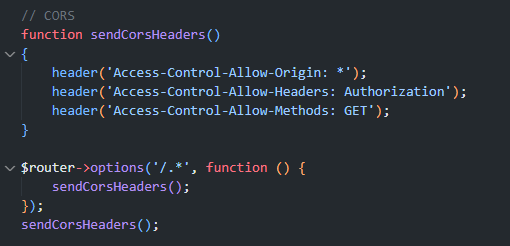 // CORS
function sendCorsHeaders()
{
    header('Access-Control-Allow-Origin: *');
    header('Access-Control-Allow-Headers: Authorization');
    header('Access-Control-Allow-Methods: GET');
}

$router->options('/.*', function () {
    sendCorsHeaders();
});
sendCorsHeaders();